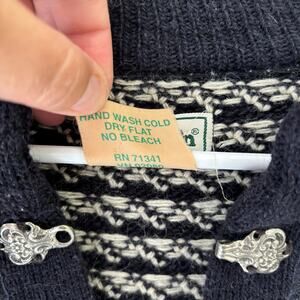 HAND WASH COLD
DRY FLAT
NO BLEACH
RN 71341